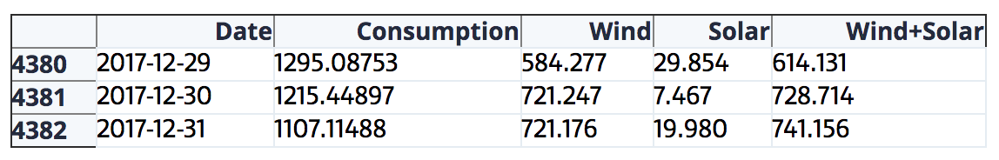 Date Consumption Wind Solar Wind+Solar
4380 2017-12-29 1295.08753 584.277 29.854 614.131
4381 2017-12-30 1215.44897 721.247 7.467 728.714
4382 2017-12-31 1107.11488 721.176 19.980 741.156